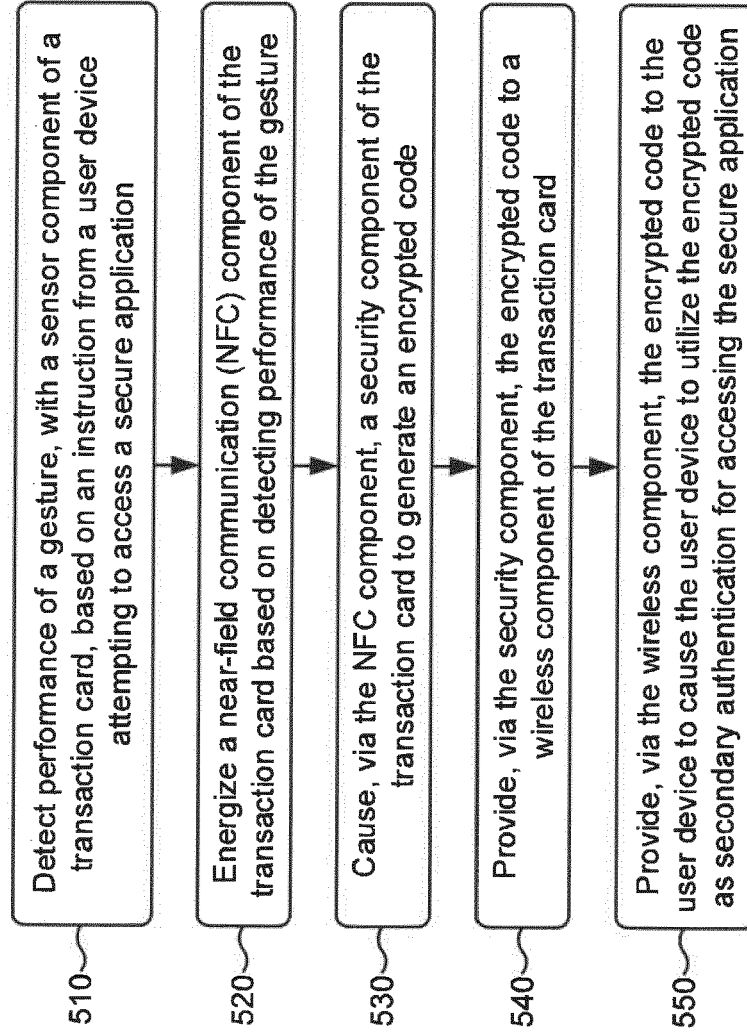 510
Detect performance of a gesture, with a sensor component of a
transaction card, based on an instruction from a user device
attempting to access a secure application
520
Energize a near-field communication (NFC) component of the
transaction card based on detecting performance of the gesture
530
Cause, via the NFC component, a security component of the
transaction card to generate an encrypted code
540
Provide, via the security component, the encrypted code to a
wireless component of the transaction card
550
Provide, via the wireless component, the encrypted code to the
user device to cause the user device to utilize the encrypted code
as secondary authentication for accessing the secure application